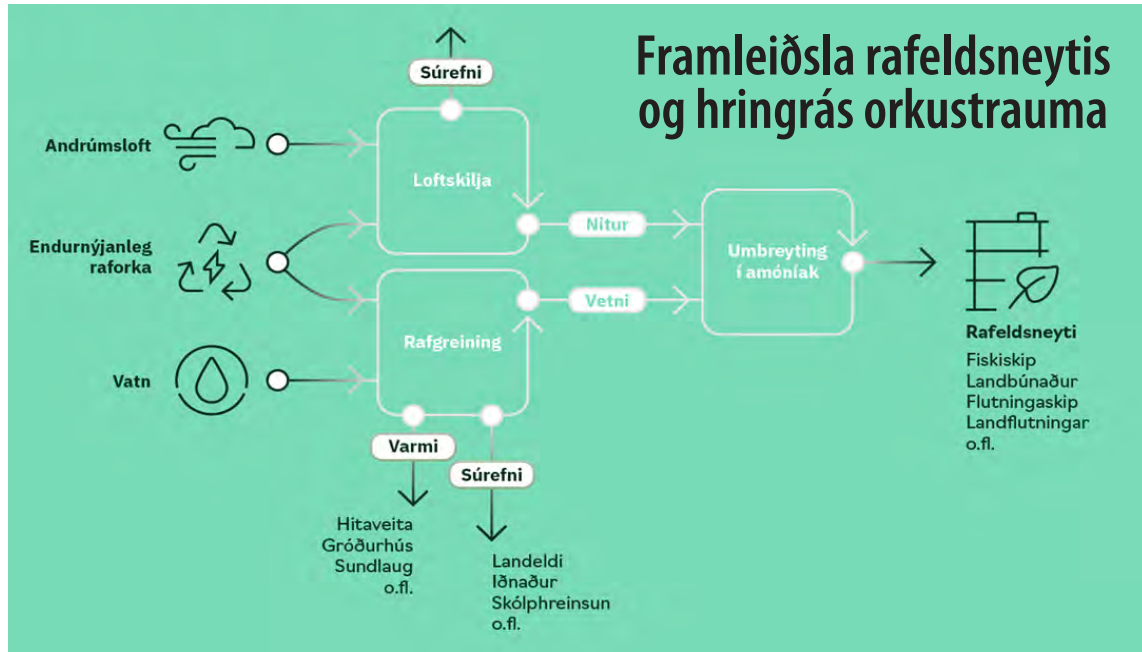 Framleiðsla rafeldsneytis
og hringrás orkustrauma
Súrefni
Andrúmsloft
Loftskilja
Nitur
Endurnýjanleg
raforka
Umbreyting
í amóníak
Vetni
Rafgreining
Vatn
Varmi
Súrefni
Hitaveita
Gróðurhús
Sundlaug
o.fl.
Landeldi
Iðnaður
Skólphreinsun
o.fl.
Rafeldsneyti
Fiskiskip
Landbúnaður
Flutningaskip
Landflutningar
o.fl.